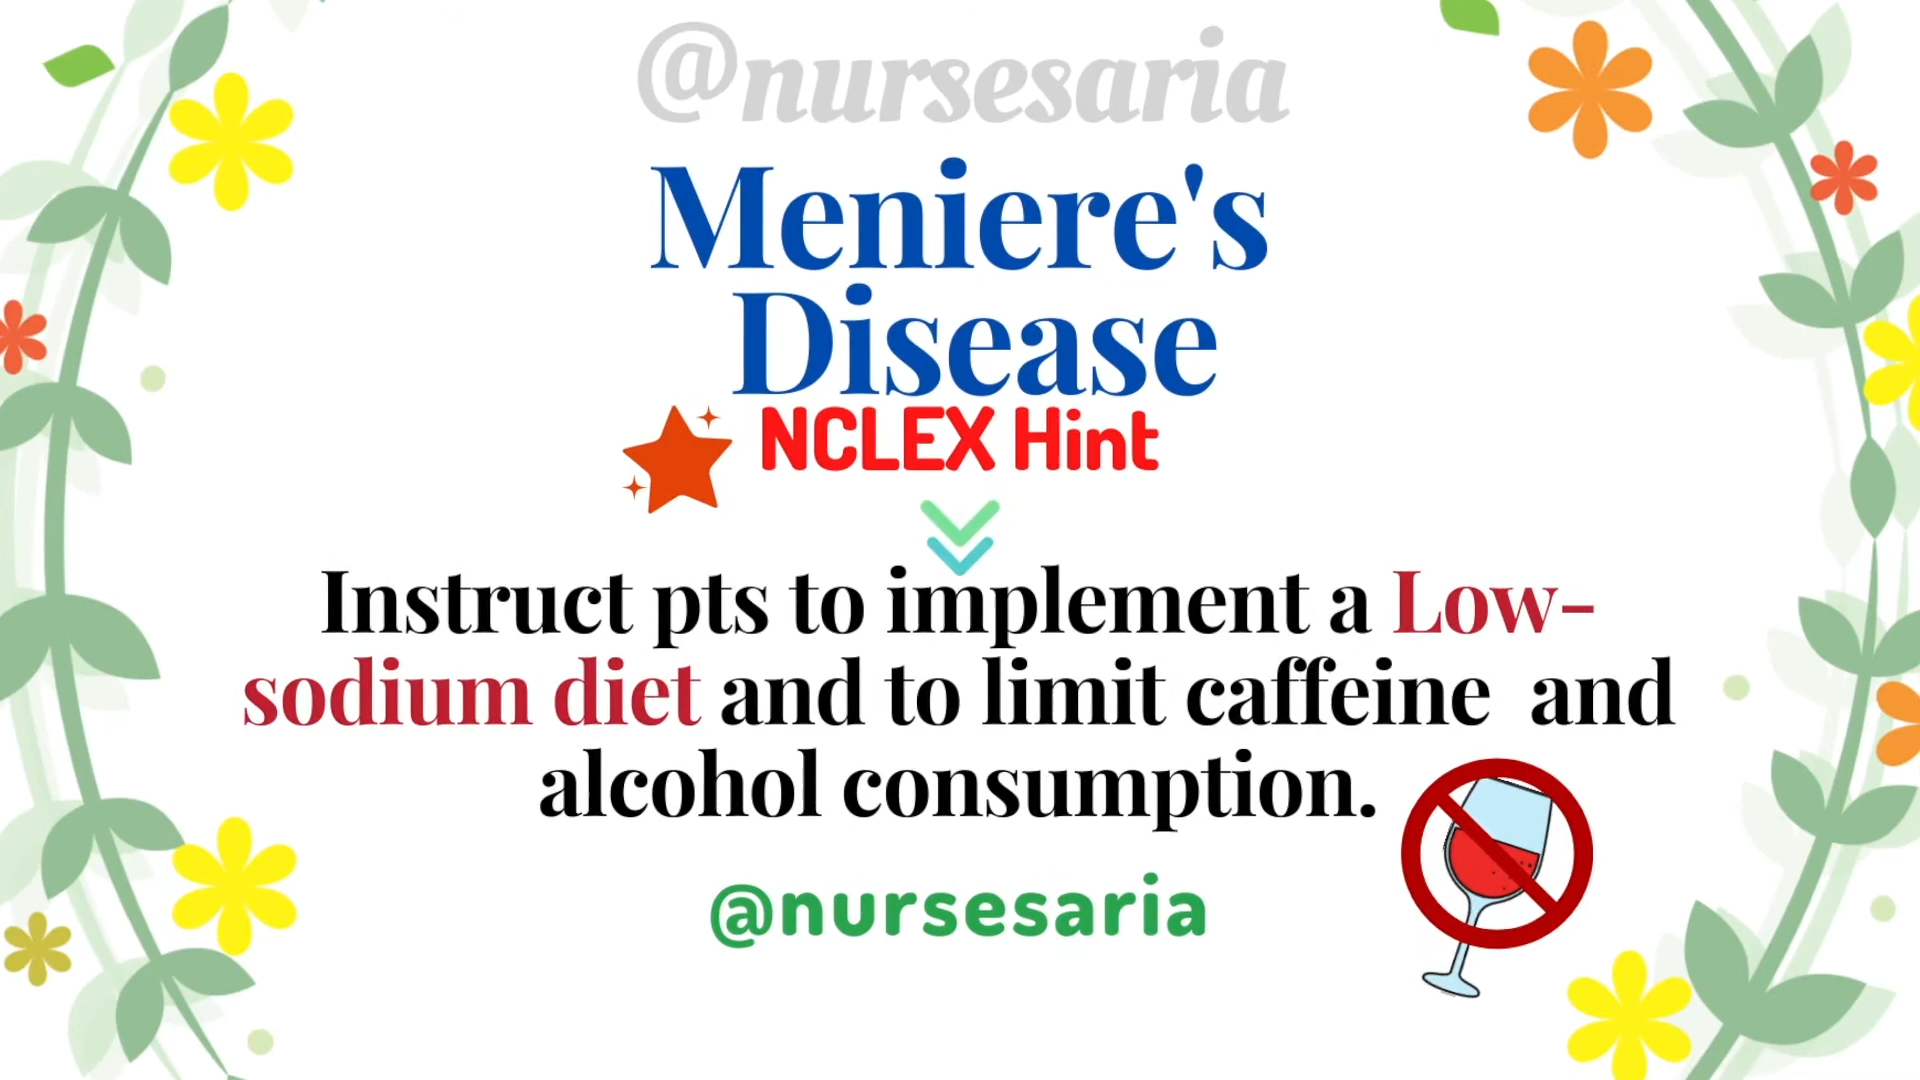 @nursesaria
Meniere's
Disease
NCLEX Hint
Instruct pts to implement a Low-
sodium diet and to limit caffeine and
alcohol consumption.
@nursesaria